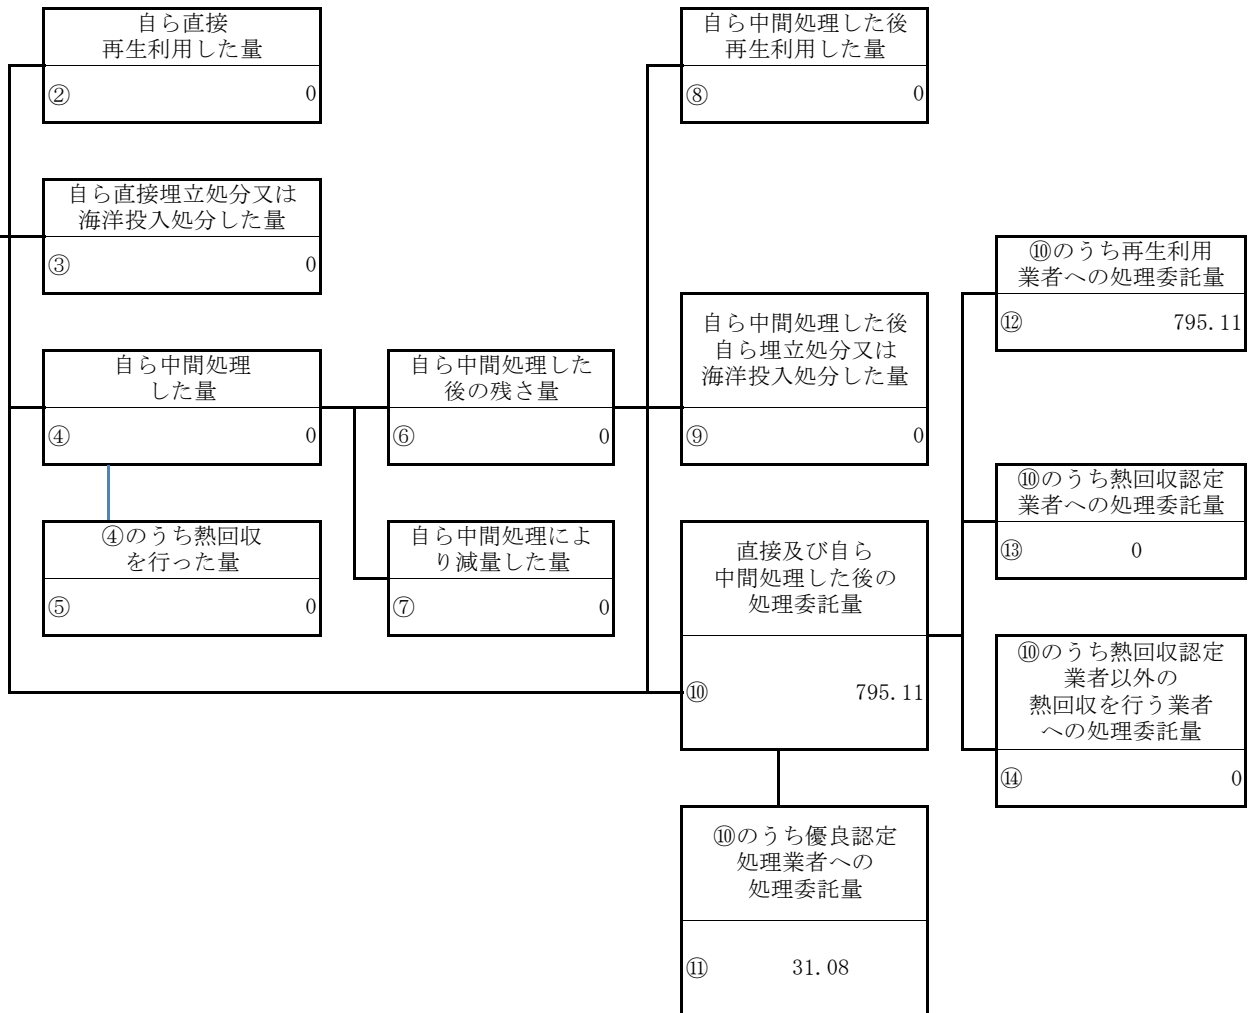 自ら直接
再生利用した量
② 0
自ら直接埋立処分又は
海洋投入処分した量
③ 0
自ら中間処理
した量
④ 0
④のうち熱回収
を行った量
⑤ 0
自ら中間処理した
後の残さ量
⑥ 0
自ら中間処理によ
り減量した量
⑦ 0
自ら中間処理した後
再生利用した量
⑧ 0
自ら中間処理した後
自ら埋立処分又は
海洋投入処分した量
⑨ 0
直接及び自ら
中間処理した後の
処理委託量
⑩ 795.11
⑩のうち優良認定
処理業者への
処理委託量
⑪ 31.08
⑩のうち再生利用
業者への処理委託量
⑫ 795.11
⑩のうち熱回収認定
業者への処理委託量
⑬ 0
⑩のうち熱回収認定
業者以外の
熱回収を行う業者
への処理委託量
⑭ 0